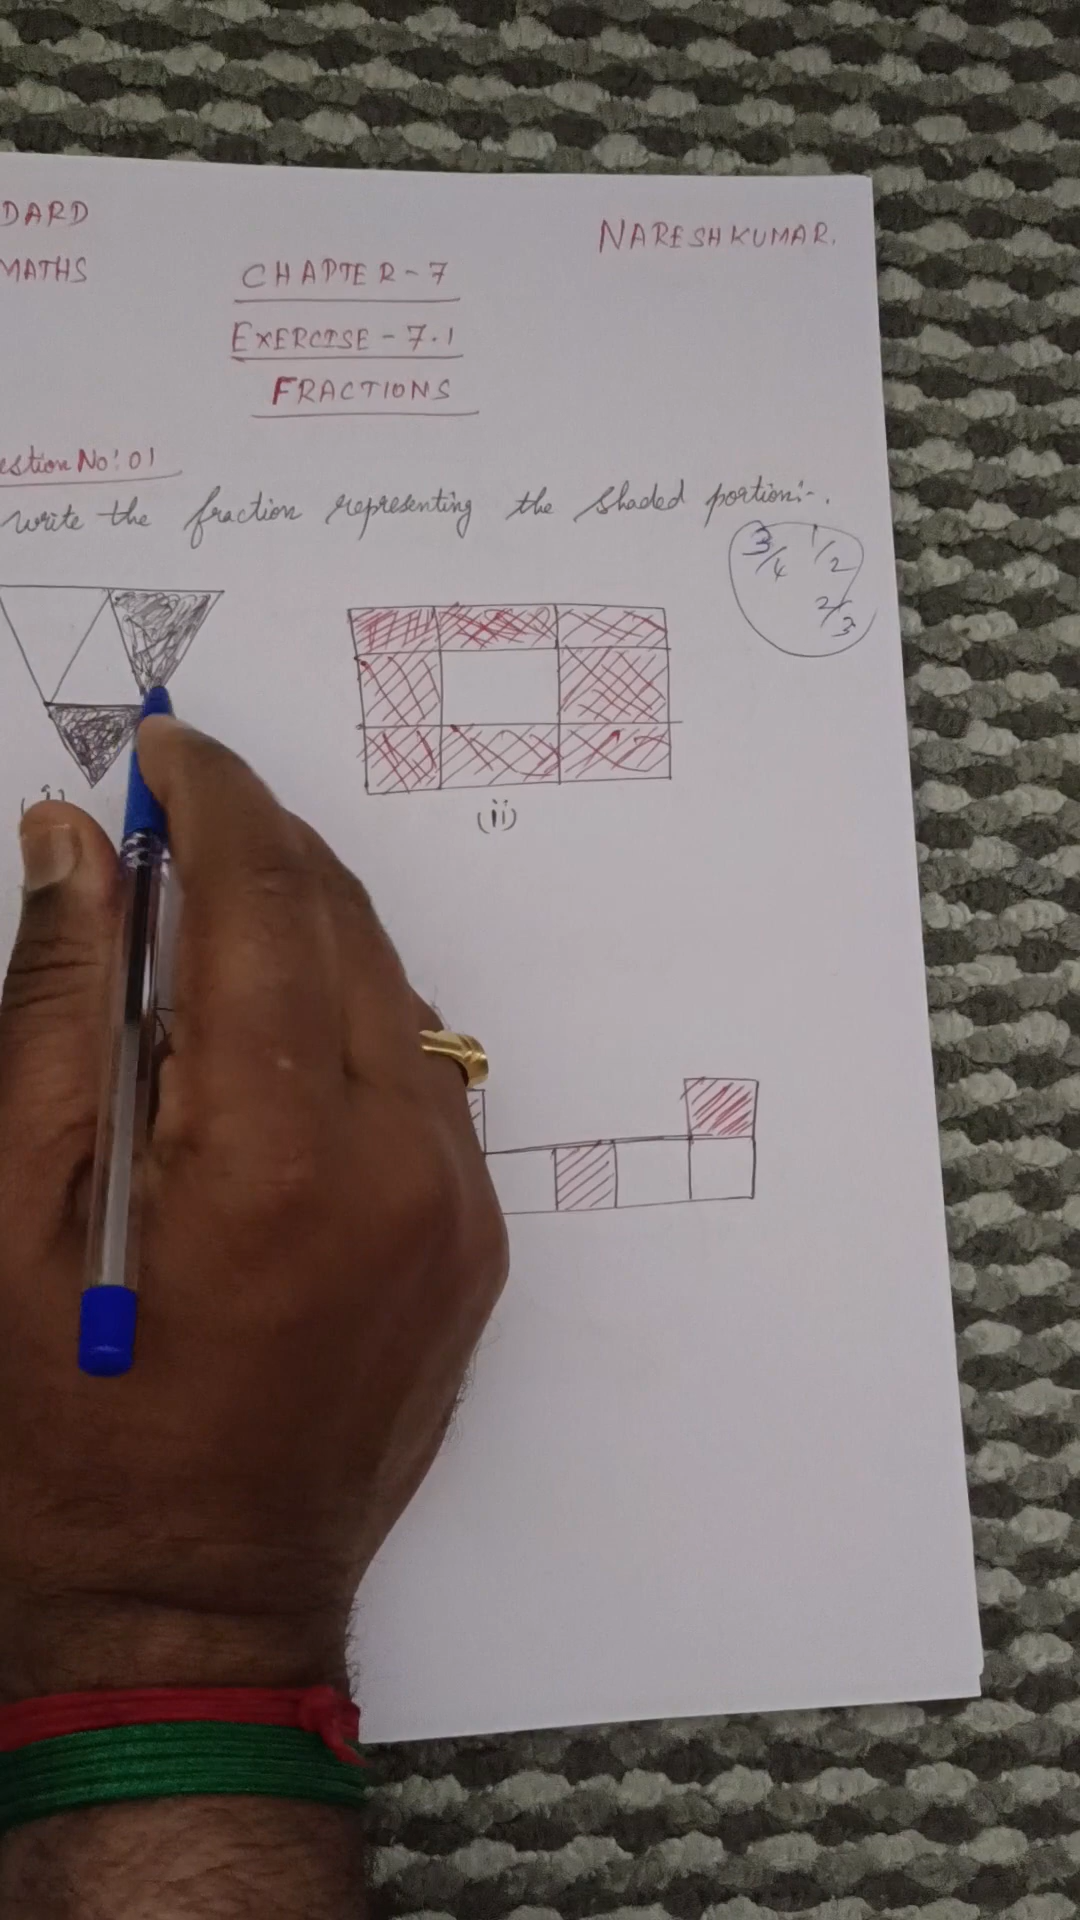 DARD
NARESHKUMAR.
MATHS
CHAPTER-7
EXERCISE-7.1
FRACTIONS
estion No:01
write the fraction representing the shaded portion:-.
3/4 1/2
2/3
(i)
(ii)